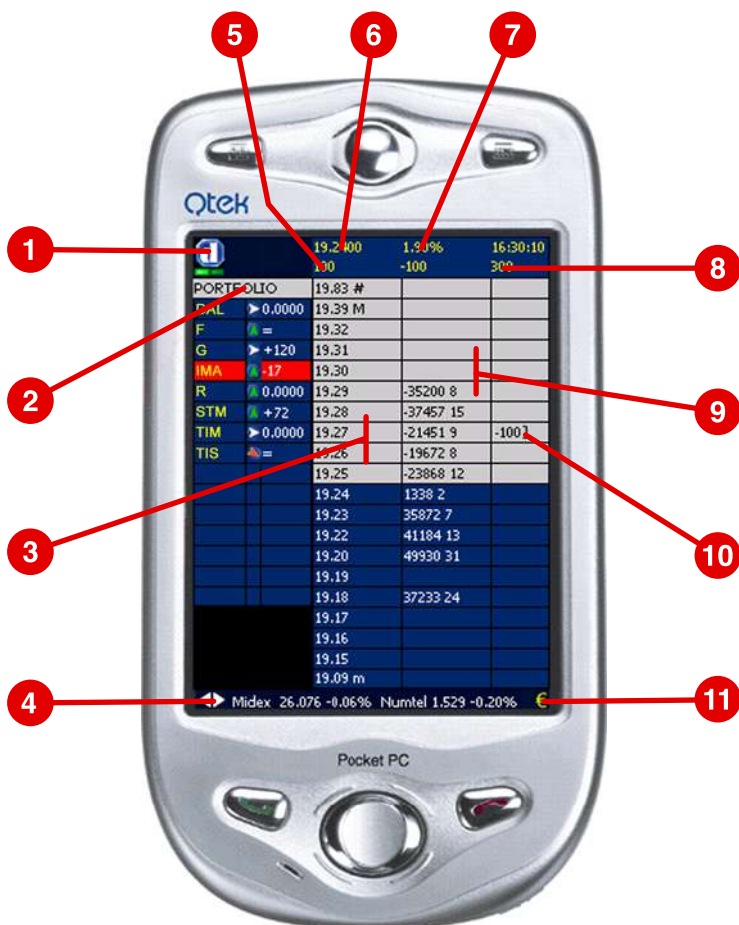 5 6 7
Qtek
1 19.2400 1.90% 16:30:10
100 -100 300 8
PORTFOLIO 19.83 #
BAL 0.0000 19.39 M
F = 19.32
G +120 19.31
IMA -17 19.30
2 R 0.0000 19.29 -35200 8 9
STM +72 19.28 -37457 15
TIM 0.0000 19.27 -21451 9 -100
TIS = 19.26 -19672 8
19.25 -23868 12
19.24 1338 2
19.23 35872 7
3 19.22 41184 13 10
19.20 49930 31
19.19
19.18 37233 24
19.17
19.16
19.15
19.09 m
4 Midex 26.076 -0.06% Numtel 1.529 -0.20% € 11
Pocket PC